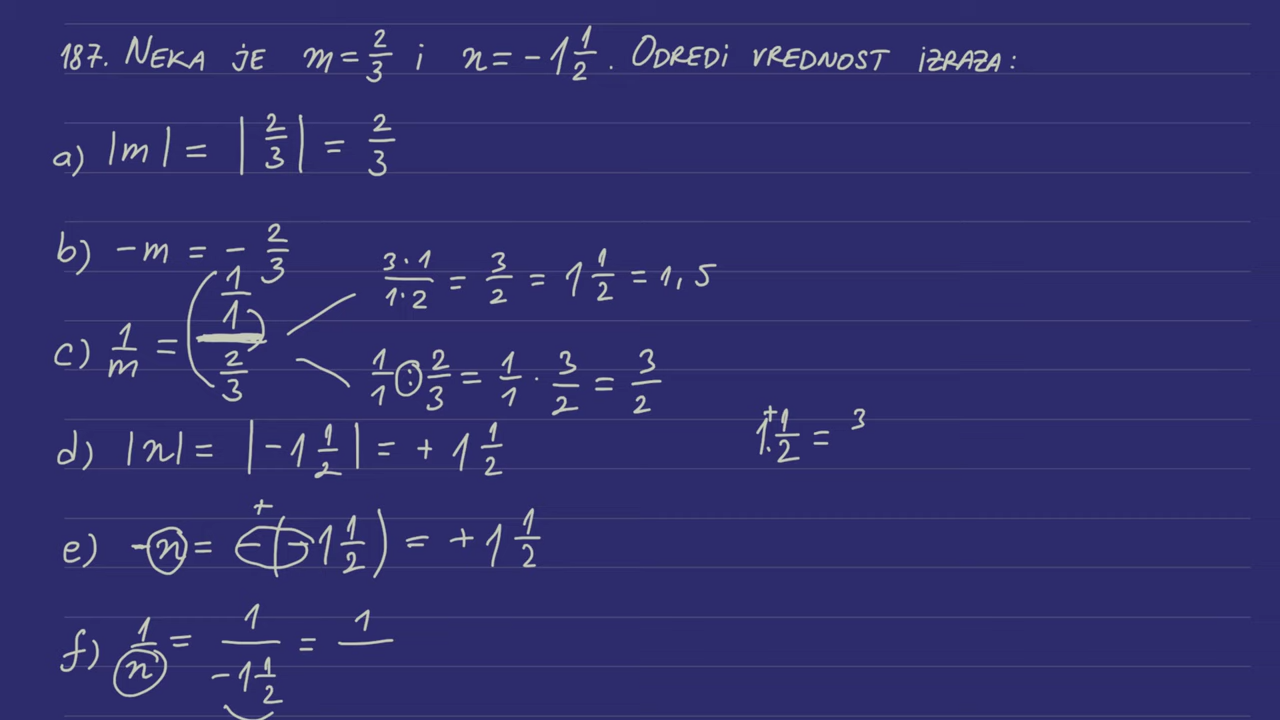 187. NEKA JE m = 2/3 i n = -1 1/2. ODREDI VREDNOST IZRAZA:
a) |m| = |2/3| = 2/3
b) -m = - 2/3
3·1/1·2 = 3/2 = 1 1/2 = 1,5
c) 1/m = (1/1)/(2/3)
1/1 : 2/3 = 1/1 · 3/2 = 3/2
d) |n| = |-1 1/2| = + 1 1/2
1 + 1/2 = 3
e) -n = -(-1 1/2) = + 1 1/2
+
f) 1/n = 1/(-1 1/2) = 1/